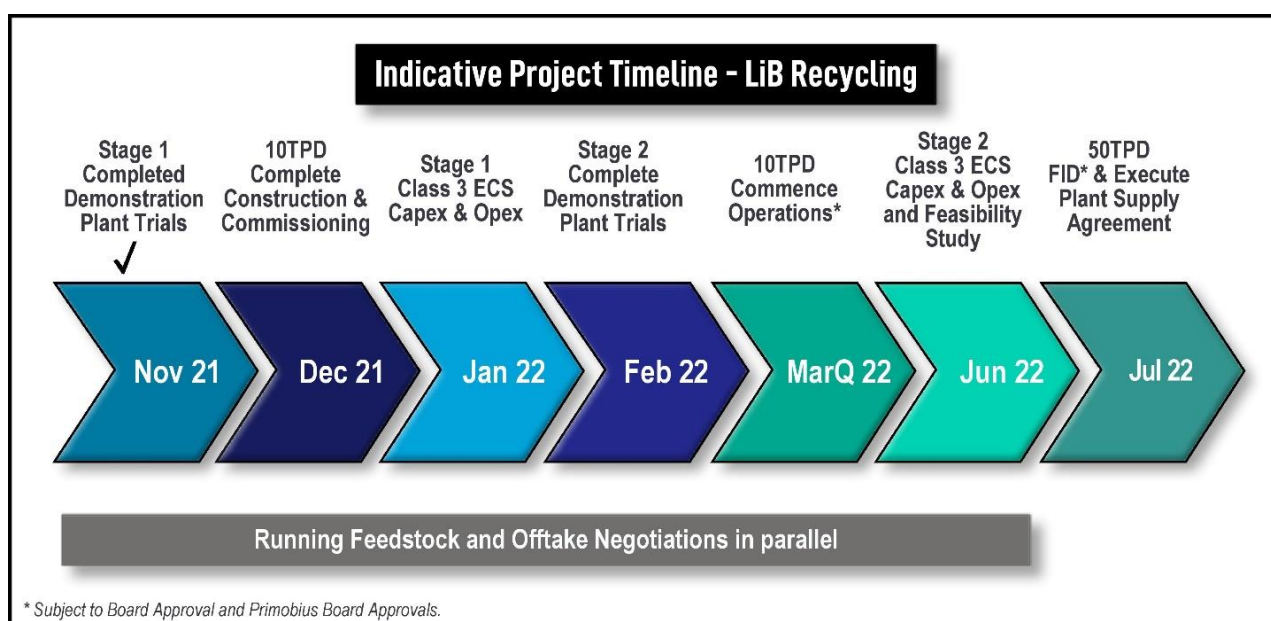 Indicative Project Timeline - LiB Recycling
Stage 1
Completed
Demonstration
Plant Trials
10TPD
Complete
Construction &
Commissioning
Stage 1
Class 3 ECS
Capex & Opex
Stage 2
Complete
Demonstration
Plant Trials
10TPD
Commence
Operations*
Stage 2
Class 3 ECS
Capex & Opex
and Feasibility
Study
50TPD
FID* & Execute
Plant Supply
Agreement
Nov 21
Dec 21
Jan 22
Feb 22
MarQ 22
Jun 22
Jul 22
Running Feedstock and Offtake Negotiations in parallel
* Subject to Board Approval and Primobius Board Approvals.